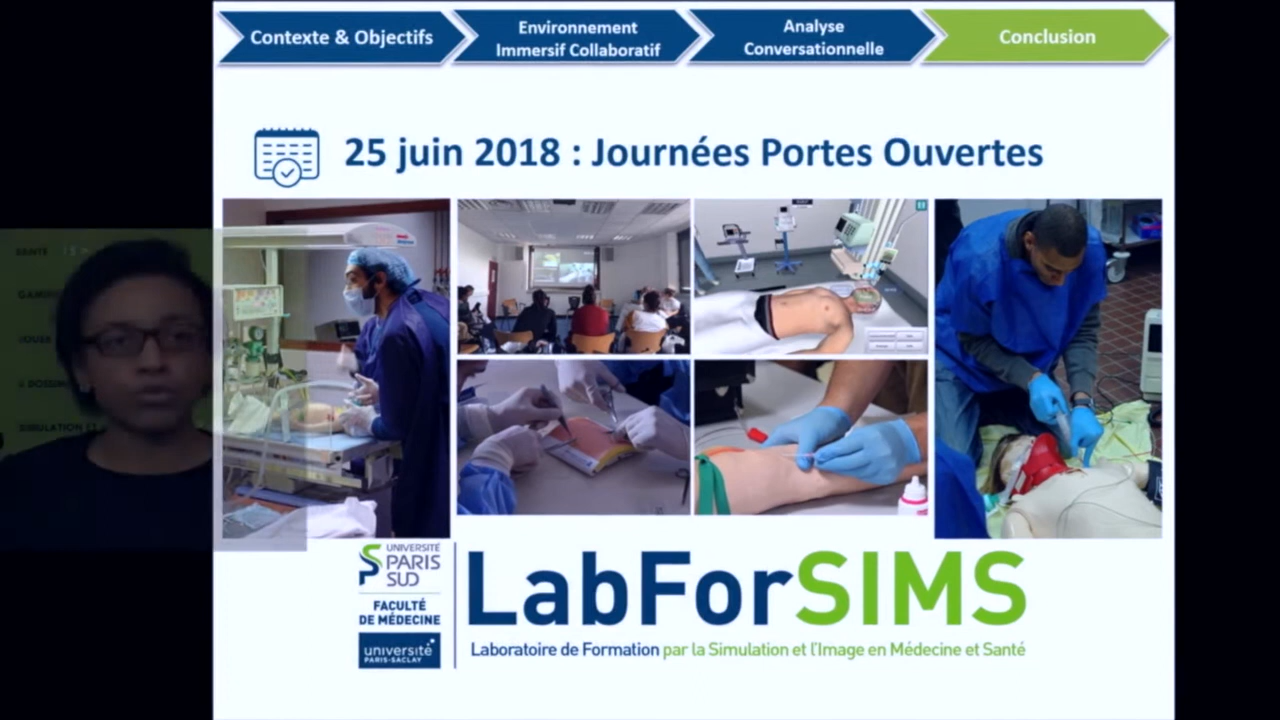 Contexte & Objectifs
Environnement
Immersif Collaboratif
Analyse
Conversationnelle
Conclusion
25 juin 2018 : Journées Portes Ouvertes
UNIVERSITÉ
PARIS
SUD
FACULTÉ
DE MÉDECINE
université
PARIS-SACLAY
LabForSIMS
Laboratoire de Formation par la Simulation et l'Image en Médecine et Santé